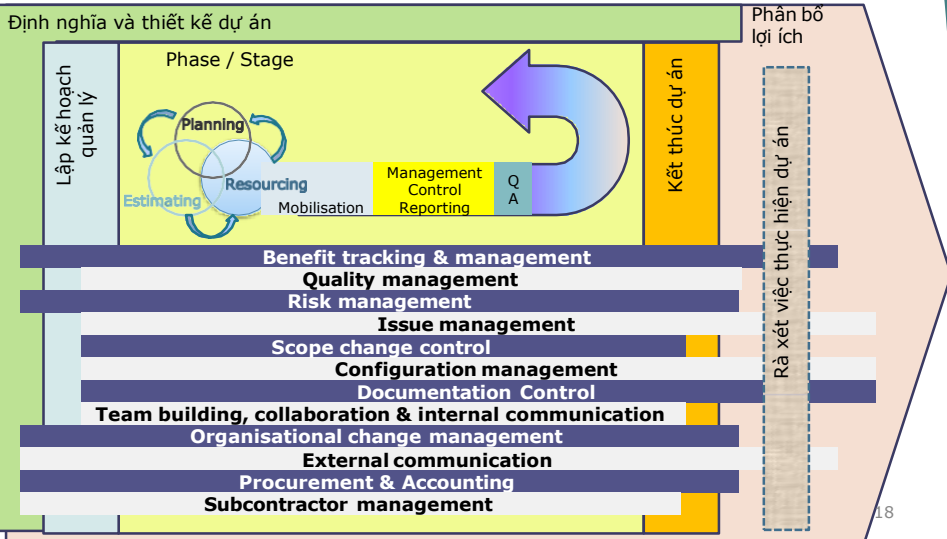 Định nghĩa và thiết kế dự án
Phân bổ
lợi ích
Lập kế hoạch
quản lý
Phase / Stage
Planning
Estimating
Resourcing
Mobilisation
Management
Control
Reporting
Q
A
Kết thúc dự án
Rà xét việc thực hiện dự án
Benefit tracking & management
Quality management
Risk management
Issue management
Scope change control
Configuration management
Documentation Control
Team building, collaboration & internal communication
Organisational change management
External communication
Procurement & Accounting
Subcontractor management
18